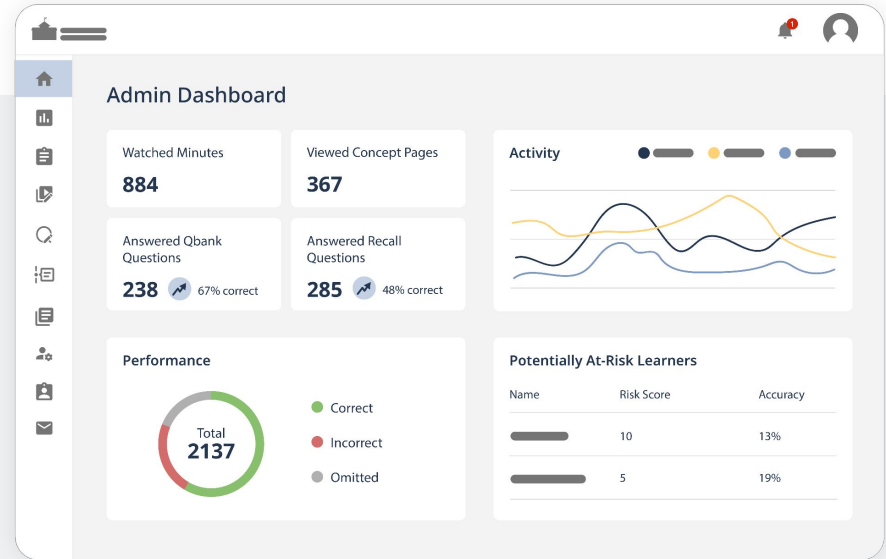 1
Admin Dashboard
Watched Minutes
884
Viewed Concept Pages
367
Answered Qbank
Questions
238 67% correct
Answered Recall
Questions
285 48% correct
Activity
Performance
Total
2137
Correct
Incorrect
Omitted
Potentially At-Risk Learners
Name Risk Score Accuracy
10 13%
5 19%